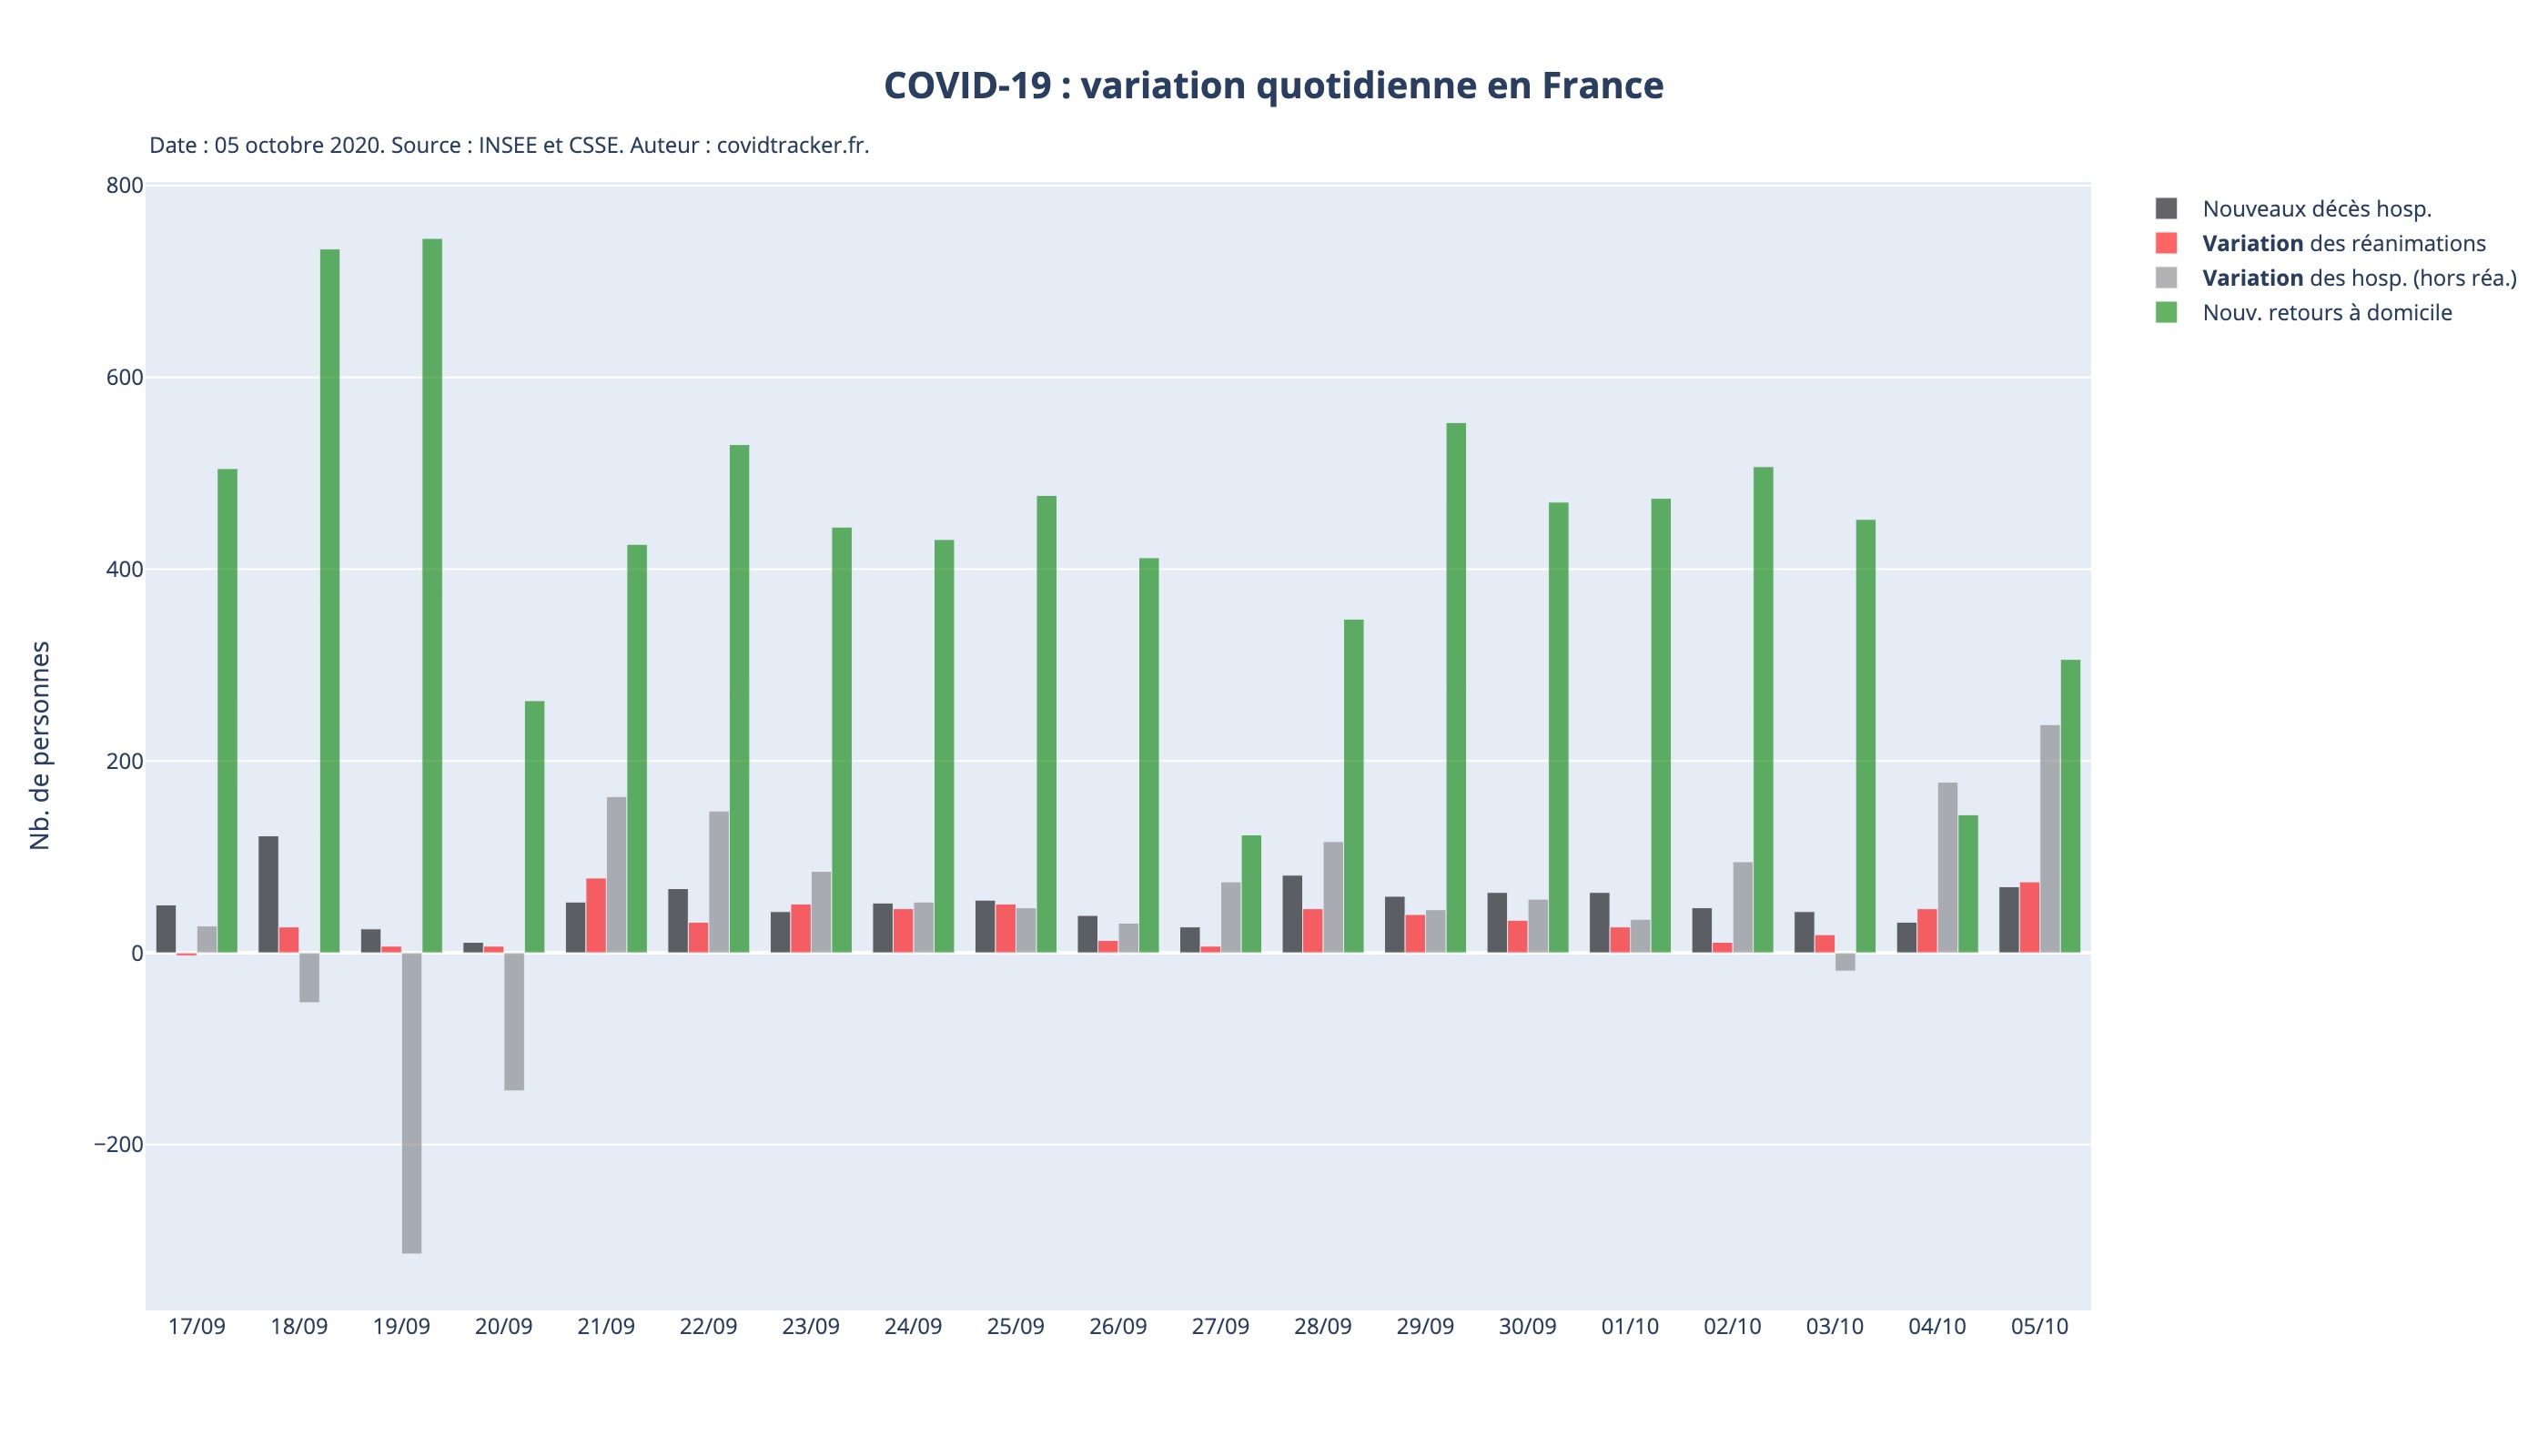 COVID-19 : variation quotidienne en France
Date : 05 octobre 2020. Source : INSEE et CSSE. Auteur : covidtracker.fr.
Nouveaux décès hosp.
Variation des réanimations
Variation des hosp. (hors réa.)
Nouv. retours à domicile
Nb. de personnes
800
600
400
200
0
−200
17/09 18/09 19/09 20/09 21/09 22/09 23/09 24/09 25/09 26/09 27/09 28/09 29/09 30/09 01/10 02/10 03/10 04/10 05/10